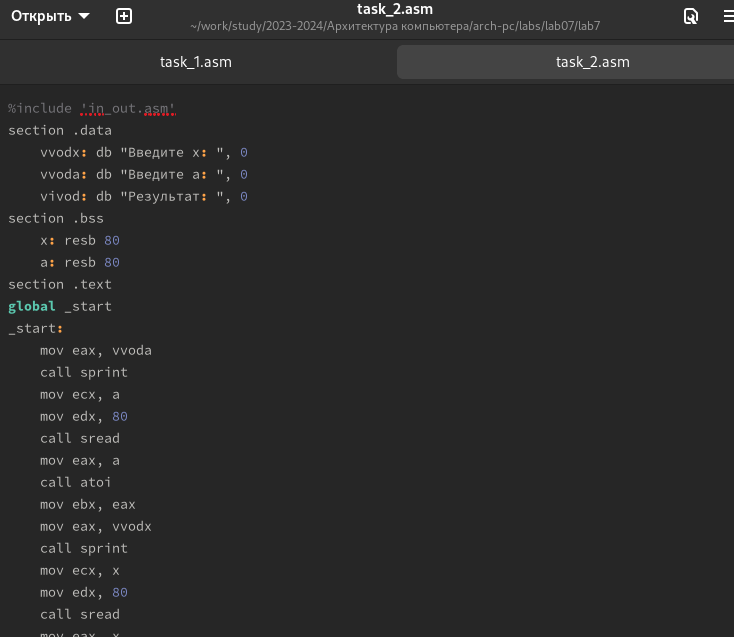 Открыть
task_2.asm
~/work/study/2023-2024/Архитектура компьютера/arch-pc/labs/lab07/lab7
task_1.asm
task_2.asm
%include 'in_out.asm'
section .data
    vvodx: db "Введите x: ", 0
    vvoda: db "Введите a: ", 0
    vivod: db "Результат: ", 0
section .bss
    x: resb 80
    a: resb 80
section .text
global _start
_start:
    mov eax, vvoda
    call sprint
    mov ecx, a
    mov edx, 80
    call sread
    mov eax, a
    call atoi
    mov ebx, eax
    mov eax, vvodx
    call sprint
    mov ecx, x
    mov edx, 80
    call sread
    mov eax, x